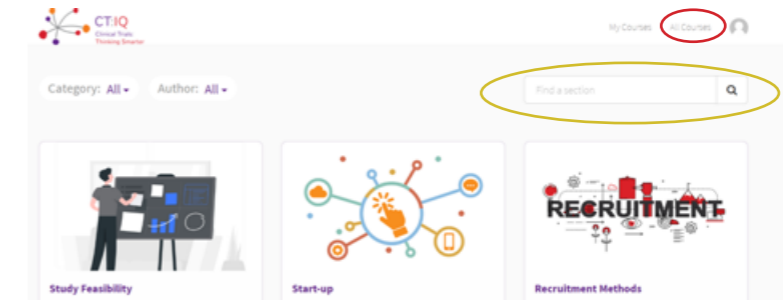 CT:IQ
Clinical Trials:
Thinking Smarter
My Courses All Courses
Category: All Author: All
Find a section
RECRUITMENT
Study Feasibility Start-up Recruitment Methods